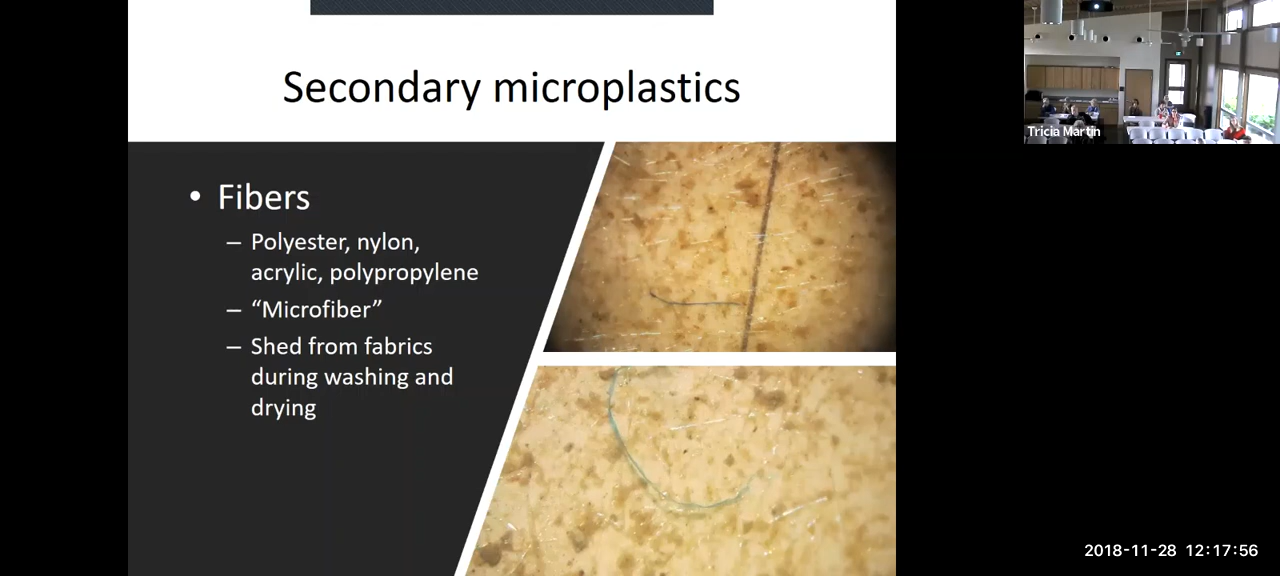 Secondary microplastics
• Fibers
– Polyester, nylon,
acrylic, polypropylene
– “Microfiber”
– Shed from fabrics
during washing and
drying
Tricia Martin
2018-11-28 12:17:56